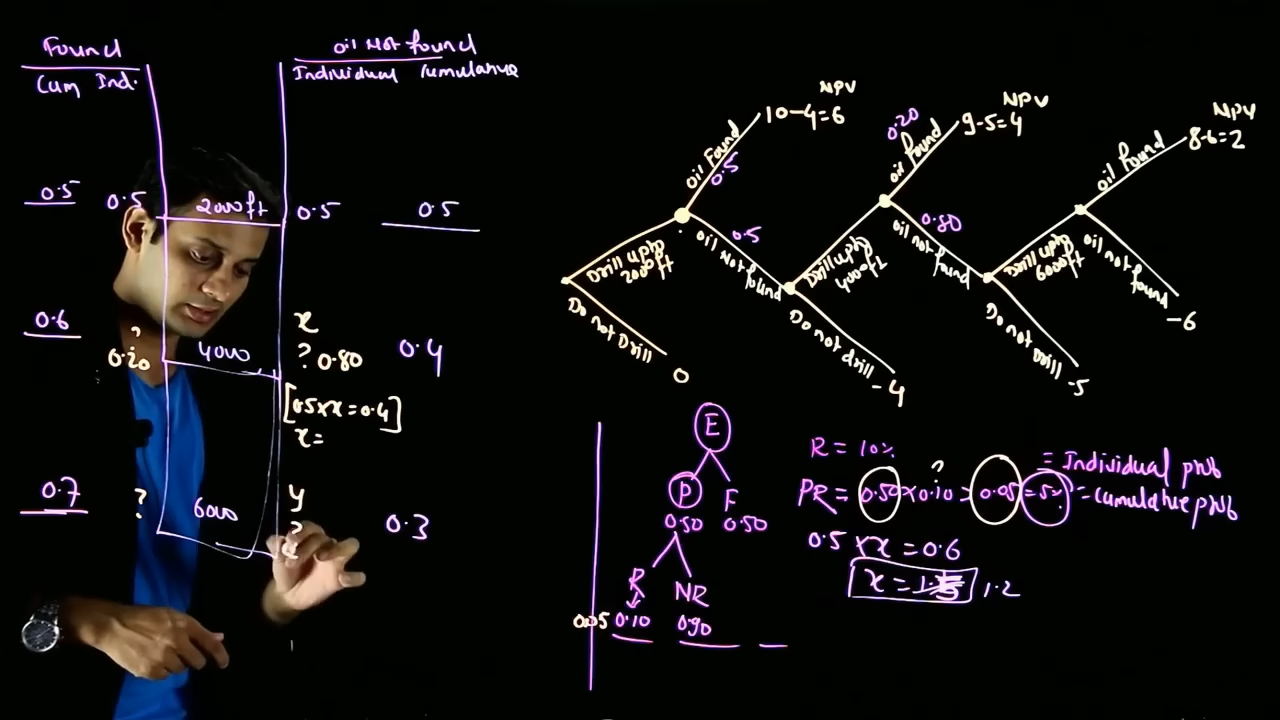 Found
Cum Ind.
oil Not found
Individual Cumulative
0.5 0.5 2000ft 0.5 0.5
0.6
?
0.20
4000
x
? 0.80
0.4
[0.5 x x = 0.4]
x =
0.7
?
6000
y
?
0.3
Drill upto
2000ft
Do not Drill
0
oil Found
0.5
NPV
10-4=6
oil Not found
0.5
Drill upto
4000ft
Do not drill
-4
oil found
0.20
NPV
9-5=4
oil not found
0.80
Drill upto
6000ft
Do not Drill
-5
oil found
NPV
8-6=2
oil not found
-6
E
P F
0.50 0.50
R NR
0.05 0.10 0.90
R = 10%
?
PR = 0.50 x 0.10 = 0.05 = 5%
= Individual prob
= cumulative prob
0.5 x x = 0.6
x = 1.2